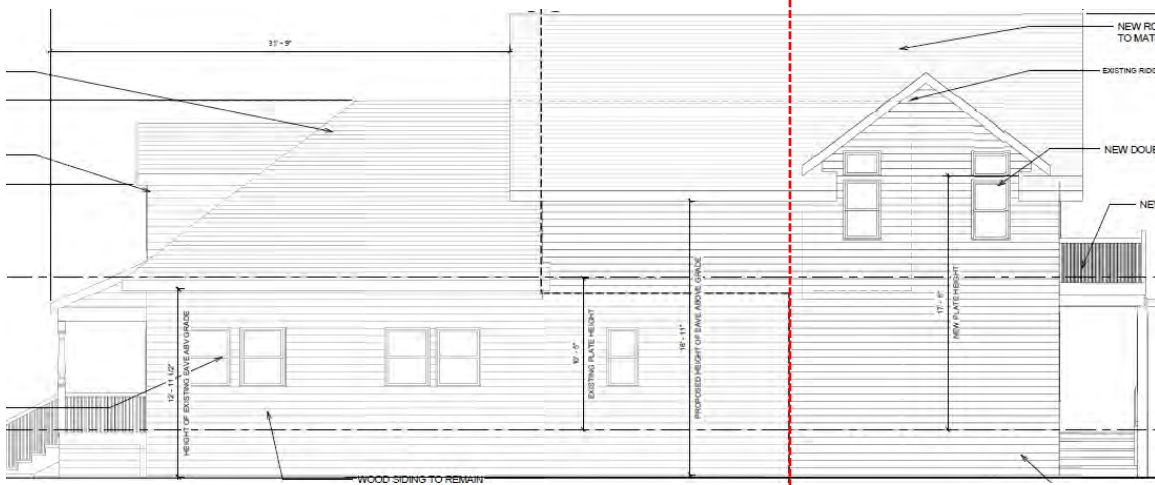 31' - 9"
NEW RO
TO MAT
EXISTING RIDG
NEW DOUB
NEW
12' - 11 1/2"
HEIGHT OF EXISTING EAVE ABV GRADE
10' - 5"
EXISTING PLATE HEIGHT
18' - 11"
PROPOSED HEIGHT OF EAVE ABOVE GRADE
17' - 6"
NEW PLATE HEIGHT
WOOD SIDING TO REMAIN